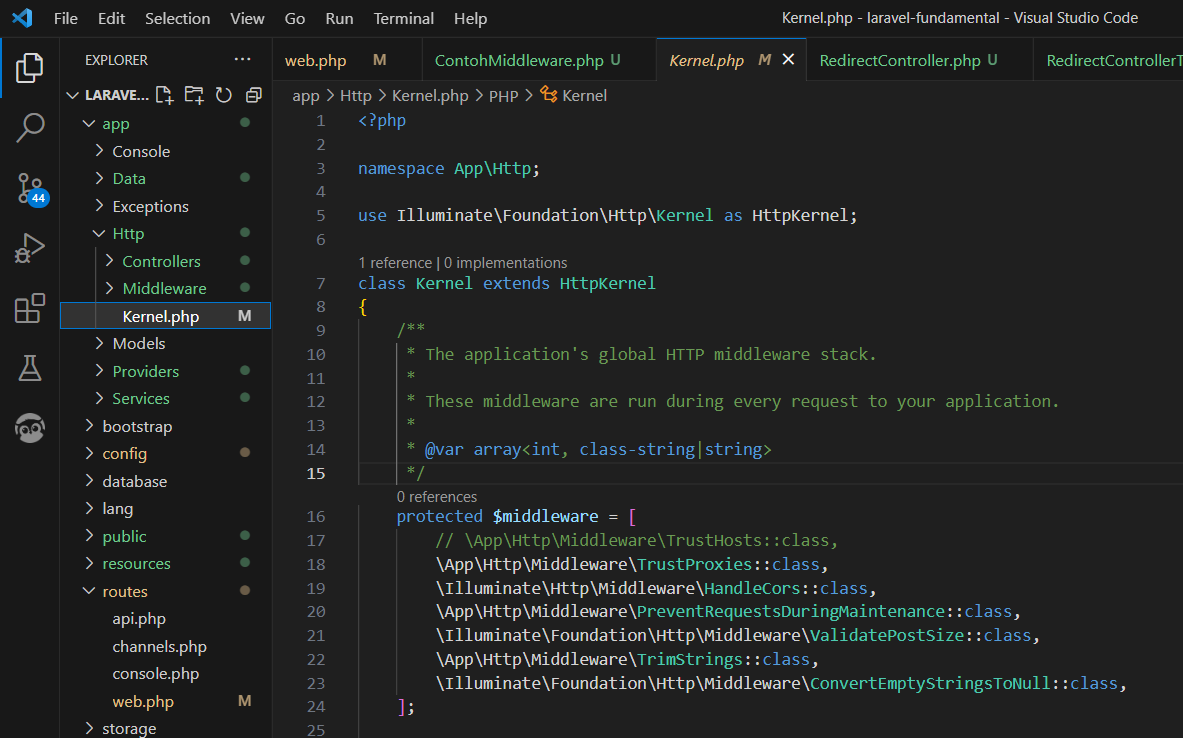 File Edit Selection View Go Run Terminal Help Kernel.php - laravel-fundamental - Visual Studio Code
EXPLORER ...
LARAVE...
app
Console
Data
Exceptions
Http
Controllers
Middleware
Kernel.php M
Models
Providers
Services
bootstrap
config
database
lang
public
resources
routes
api.php
channels.php
console.php
web.php M
storage
44
web.php M ContohMiddleware.php U Kernel.php M RedirectController.php U RedirectControllerT
app > Http > Kernel.php > PHP > Kernel
1 <?php
2
3 namespace App\Http;
4
5 use Illuminate\Foundation\Http\Kernel as HttpKernel;
6
1 reference | 0 implementations
7 class Kernel extends HttpKernel
8 {
9 /**
10 * The application's global HTTP middleware stack.
11 *
12 * These middleware are run during every request to your application.
13 *
14 * @var array<int, class-string|string>
15 */
0 references
16 protected $middleware = [
17 // \App\Http\Middleware\TrustHosts::class,
18 \App\Http\Middleware\TrustProxies::class,
19 \Illuminate\Http\Middleware\HandleCors::class,
20 \App\Http\Middleware\PreventRequestsDuringMaintenance::class,
21 \Illuminate\Foundation\Http\Middleware\ValidatePostSize::class,
22 \App\Http\Middleware\TrimStrings::class,
23 \Illuminate\Foundation\Http\Middleware\ConvertEmptyStringsToNull::class,
24 ];
25